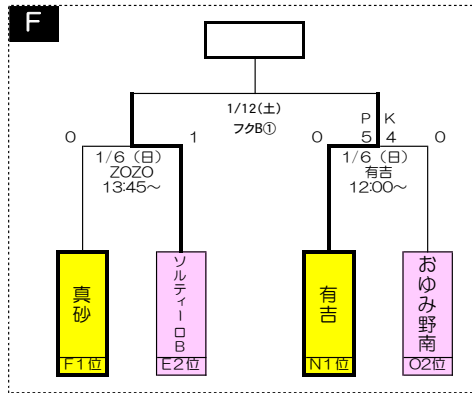 F
1/12(土)
フクB①
P K
0 1 0 5 4 0
1/6 (日)
ZOZO
13:45～
1/6 (日)
有吉
12:00～
真砂
F1位
ソルティーロB
E2位
有吉
N1位
おゆみ野南
O2位